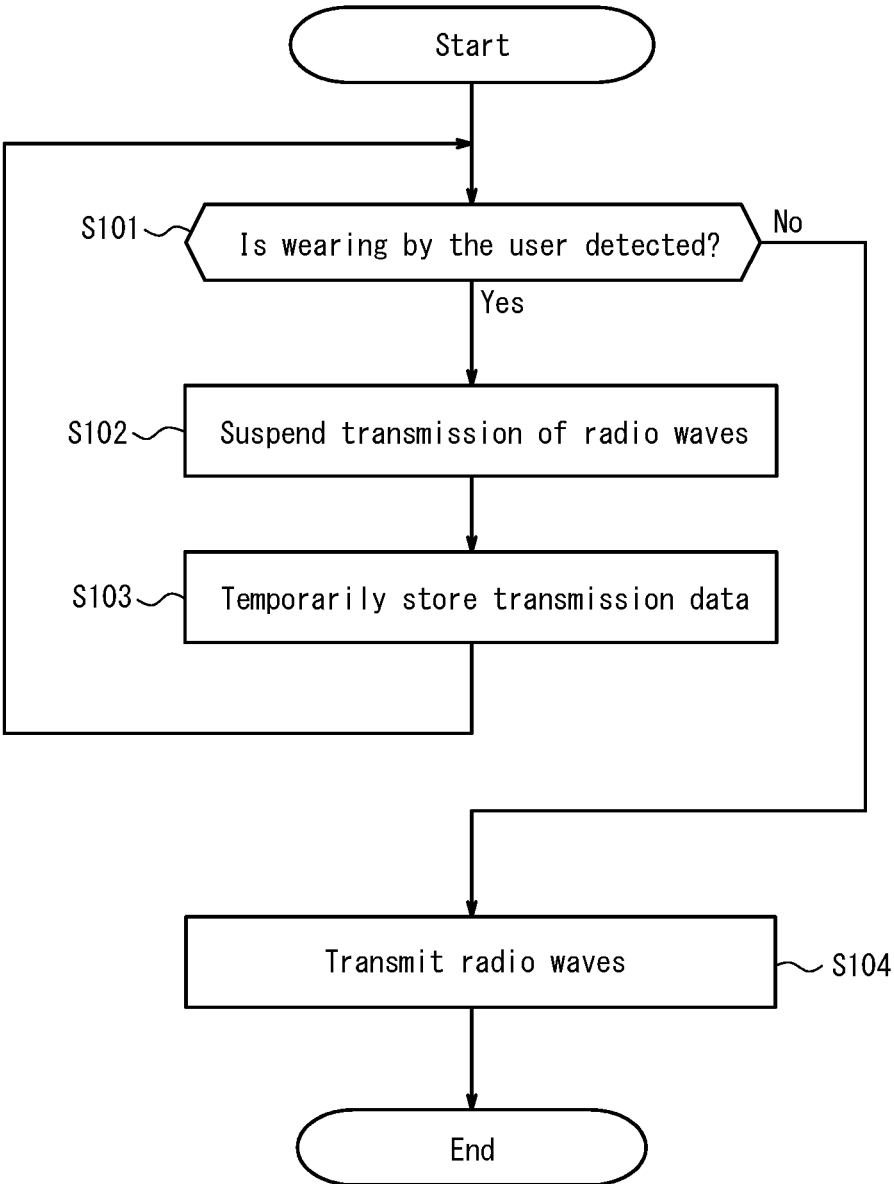 Start
S101
Is wearing by the user detected?
No
Yes
S102
Suspend transmission of radio waves
S103
Temporarily store transmission data
Transmit radio waves
S104
End